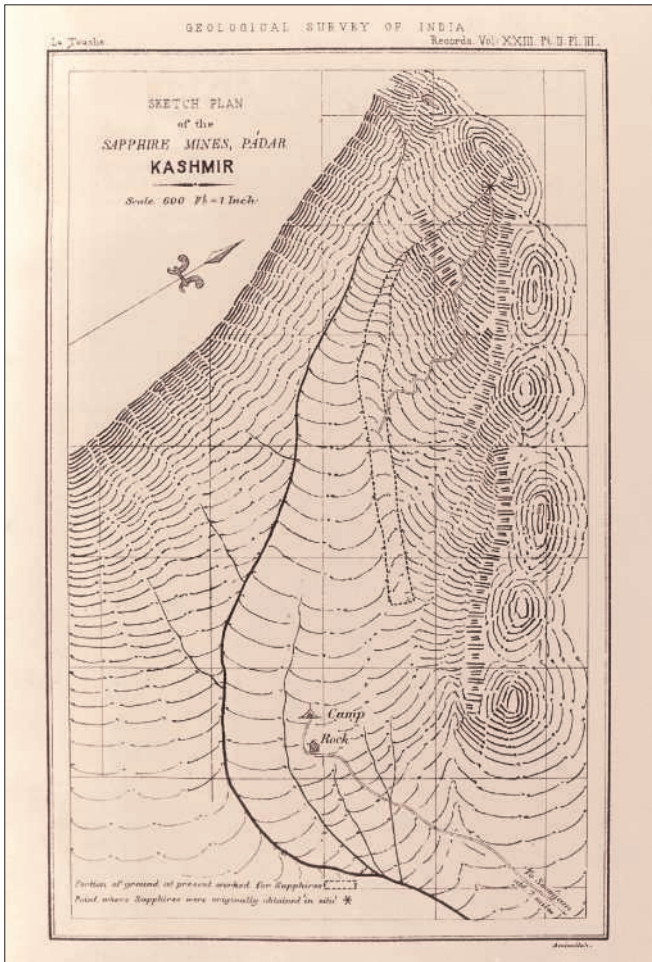 GEOLOGICAL SURVEY OF INDIA
La Touche. Records, Vol. XXIII. Pt. II. Pl. III.
SKETCH PLAN
of the
SAPPHIRE MINES, PÁDAR
KASHMIR
Scale 600 Ft. = 1 Inch
Camp
Rock
To
miles
Portion of ground at present worked for Sapphires
Point where Sapphires were originally obtained 'in situ' *